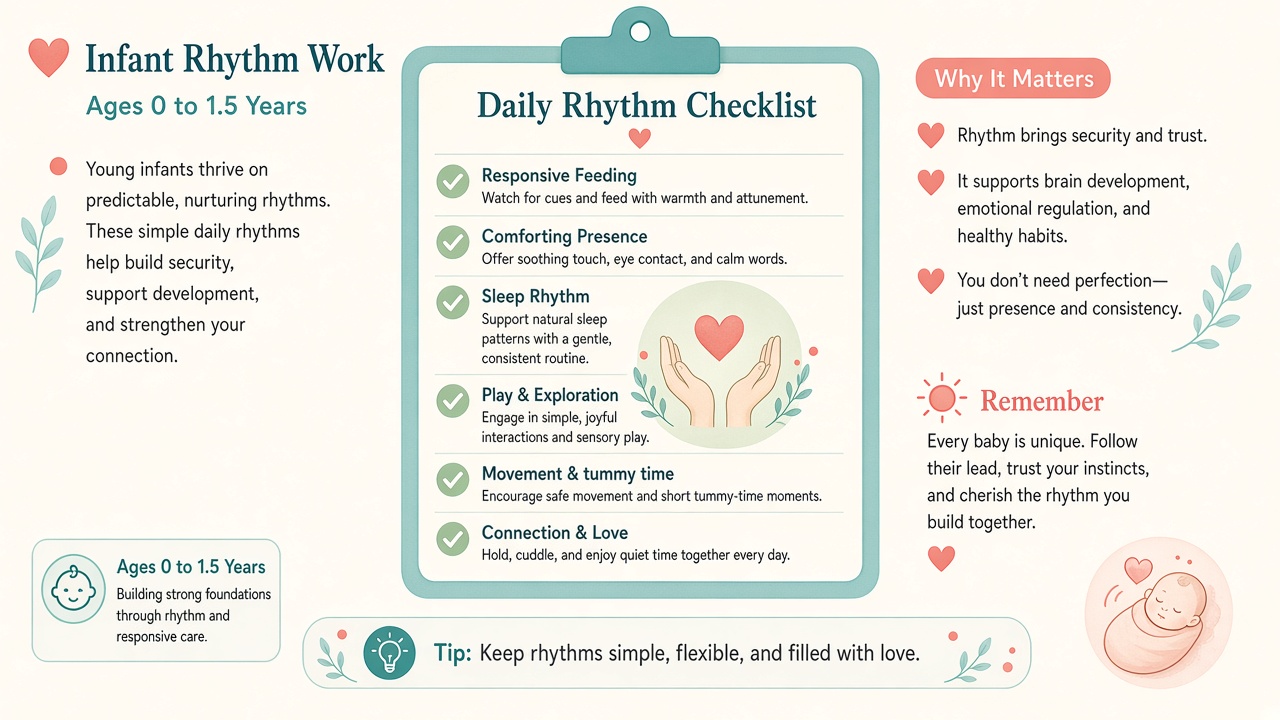 Infant Rhythm Work
Ages 0 to 1.5 Years
Young infants thrive on
predictable, nurturing rhythms.
These simple daily rhythms
help build security,
support development,
and strengthen your
connection.
Ages 0 to 1.5 Years
Building strong foundations
through rhythm and
responsive care.
Daily Rhythm Checklist
Responsive Feeding
Watch for cues and feed with warmth and attunement.
Comforting Presence
Offer soothing touch, eye contact, and calm words.
Sleep Rhythm
Support natural sleep
patterns with a gentle,
consistent routine.
Play & Exploration
Engage in simple, joyful
interactions and sensory play.
Movement & tummy time
Encourage safe movement and short tummy-time moments.
Connection & Love
Hold, cuddle, and enjoy quiet time together every day.
Why It Matters
Rhythm brings security and trust.
It supports brain development,
emotional regulation, and
healthy habits.
You don’t need perfection—
just presence and consistency.
Remember
Every baby is unique. Follow
their lead, trust your instincts,
and cherish the rhythm you
build together.
Tip: Keep rhythms simple, flexible, and filled with love.